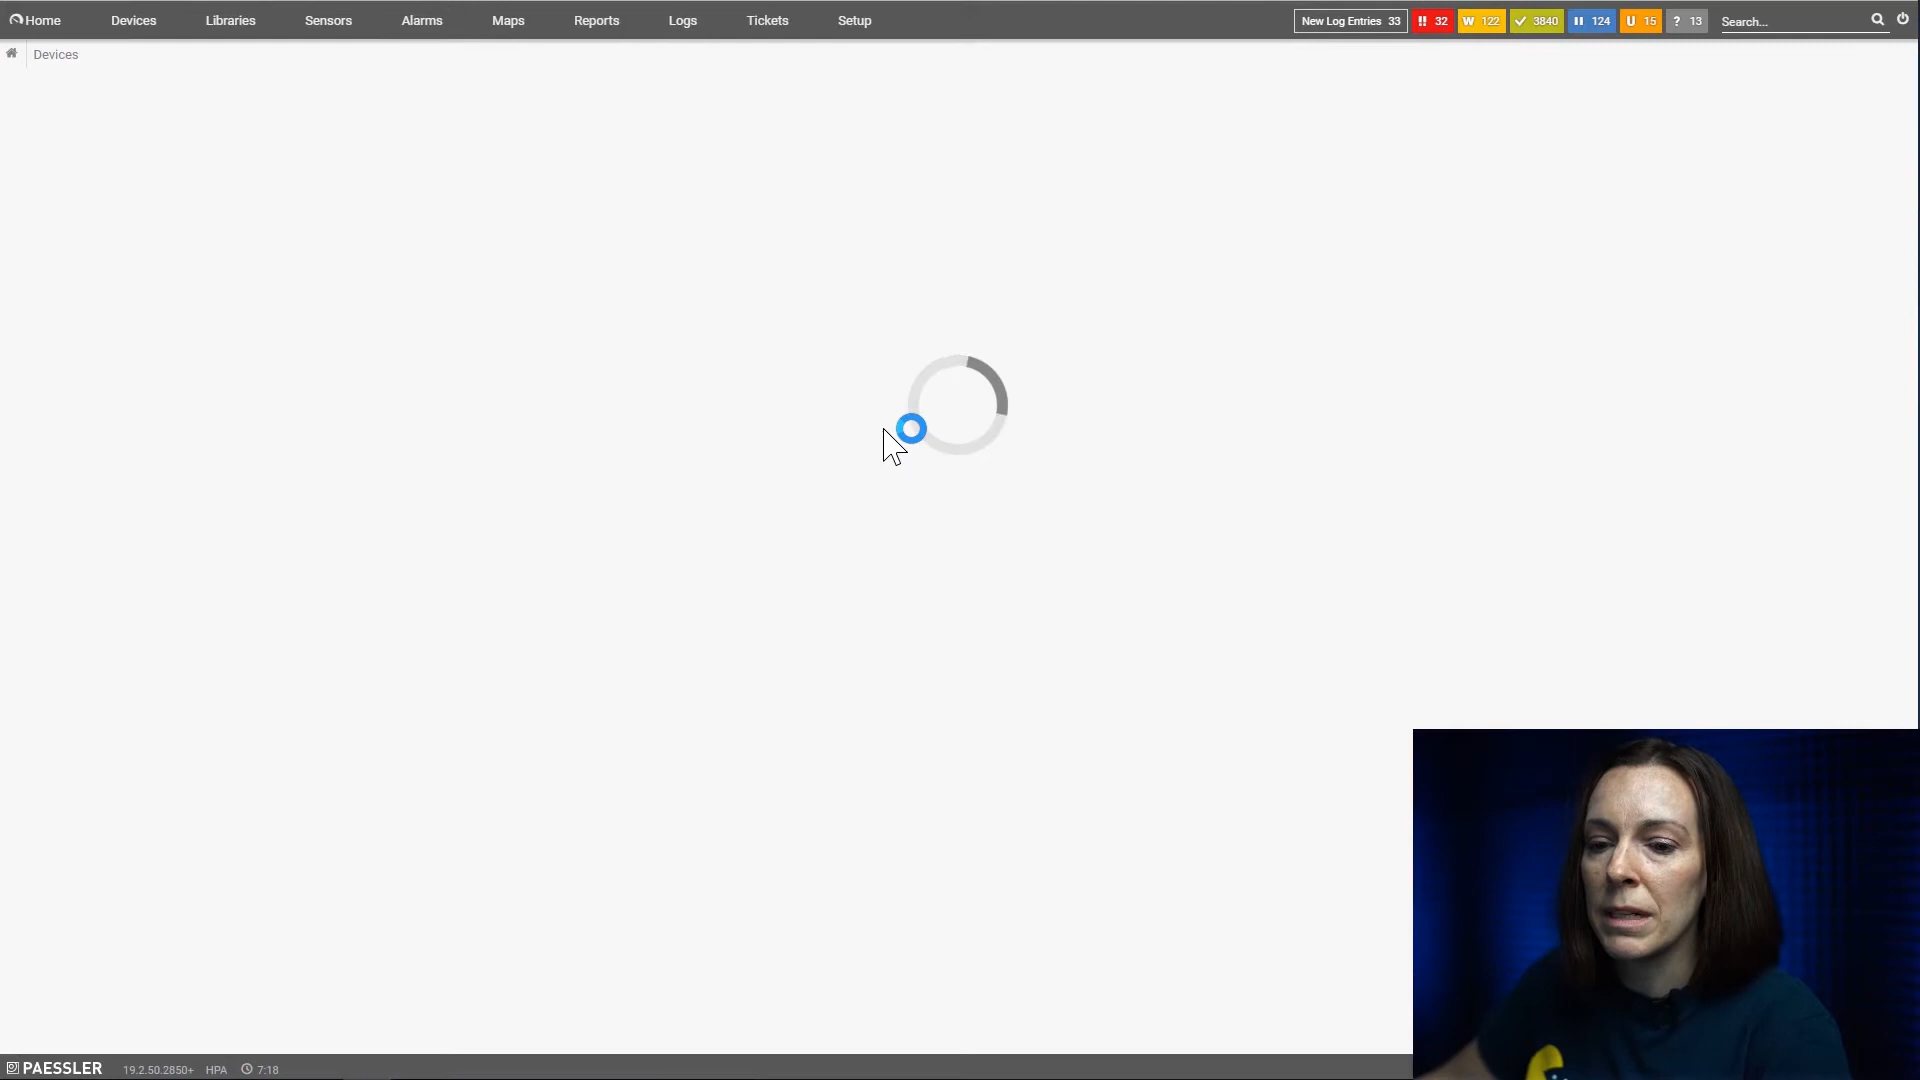 Home Devices Libraries Sensors Alarms Maps Reports Logs Tickets Setup New Log Entries 33 !! 32 W 122 3840 124 U 15 ? 13 Search...
Devices
PAESSLER 19.2.50.2850+ HPA 7:18